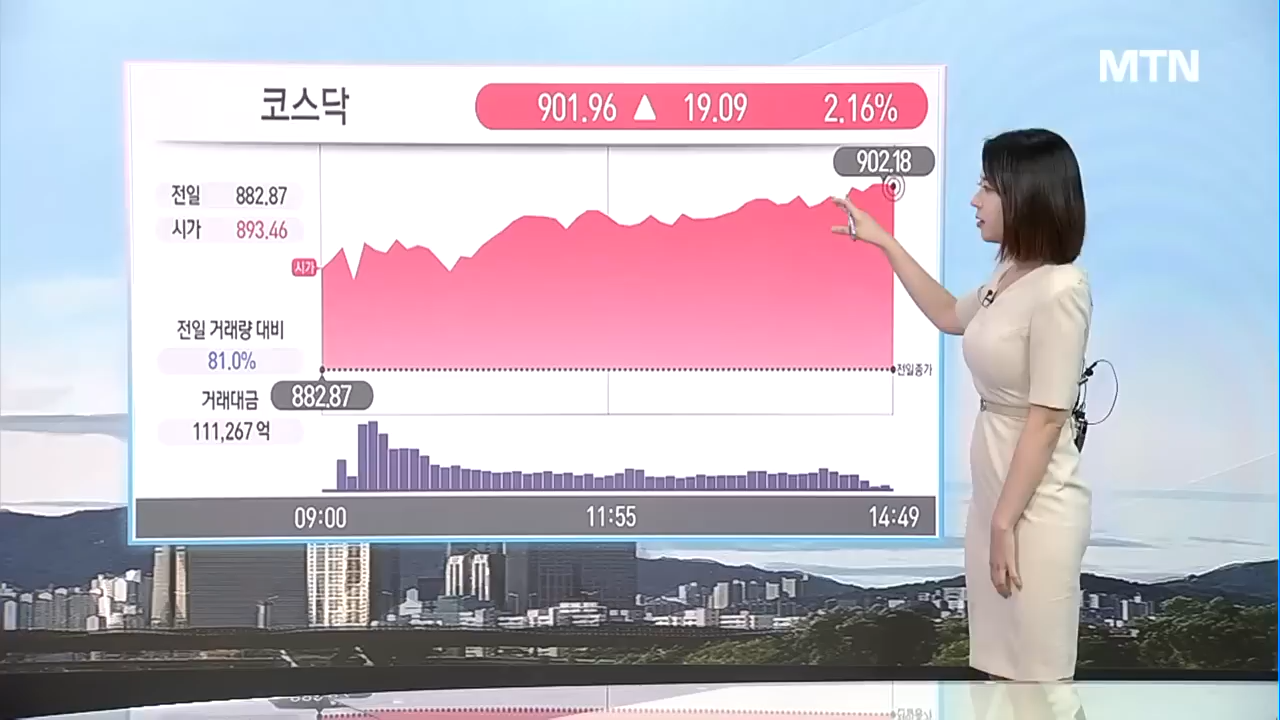 MTN
코스닥
901.96 ▲ 19.09 2.16%
902.18
전일 882.87
시가 893.46
시가
전일 거래량 대비
81.0%
전일종가
882.87
거래대금
111,267 억
09:00 11:55 14:49